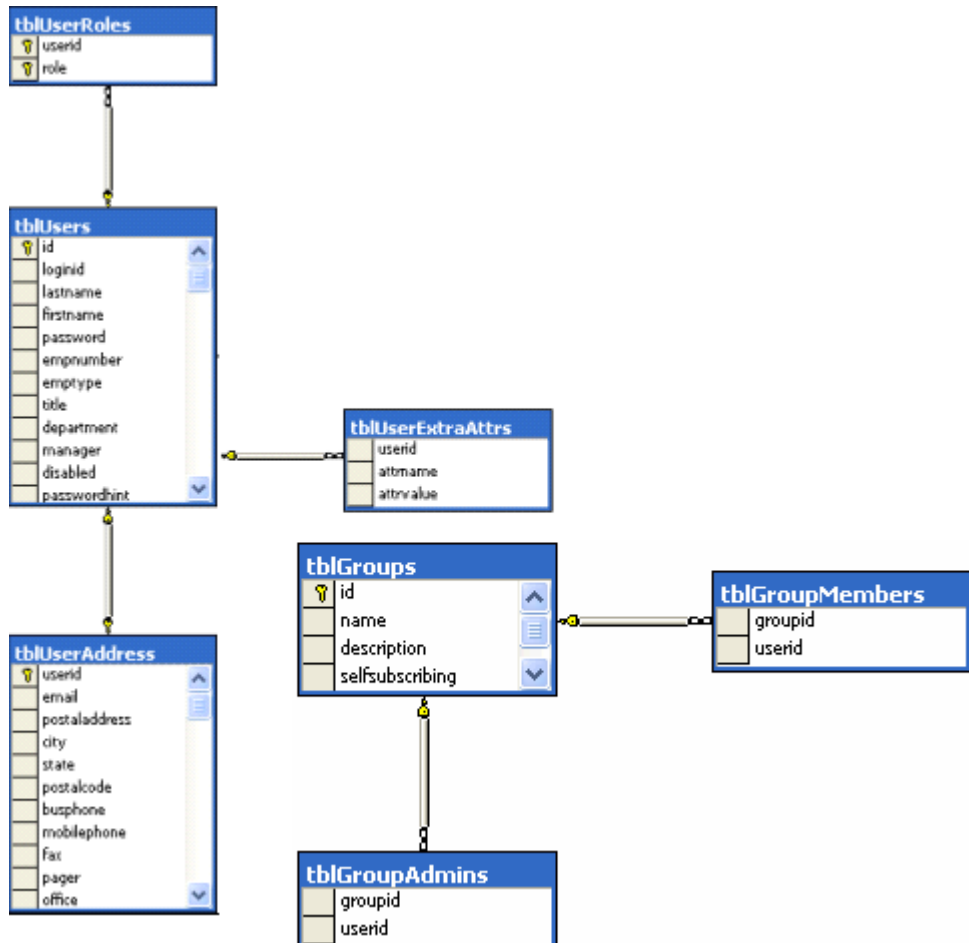 tblUserRoles
userid
role
tblUsers
id
loginid
lastname
firstname
password
empnumber
emptype
title
department
manager
disabled
passwordhint
tblUserExtraAttrs
userid
attrname
attrvalue
tblUserAddress
userid
email
postaladdress
city
state
postalcode
busphone
mobilephone
fax
pager
office
tblGroups
id
name
description
selfsubscribing
tblGroupMembers
groupid
userid
tblGroupAdmins
groupid
userid